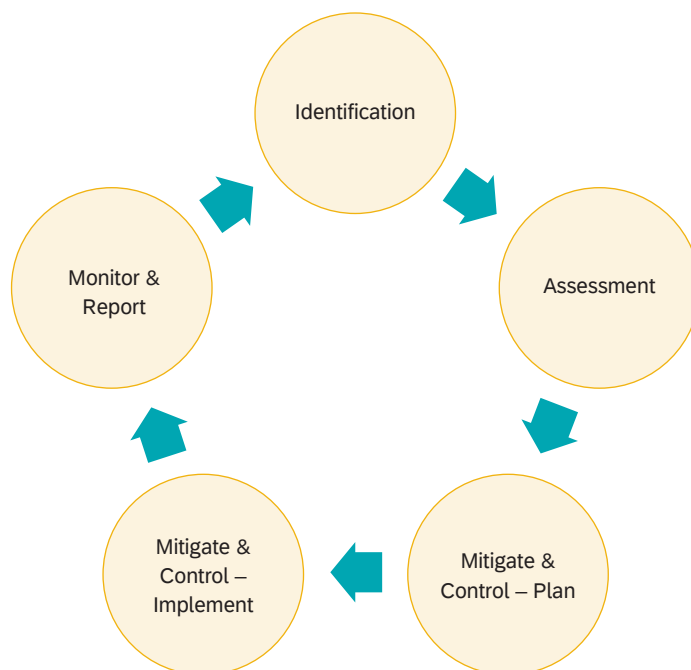 Identification
Assessment
Mitigate &
Control – Plan
Mitigate &
Control –
Implement
Monitor &
Report